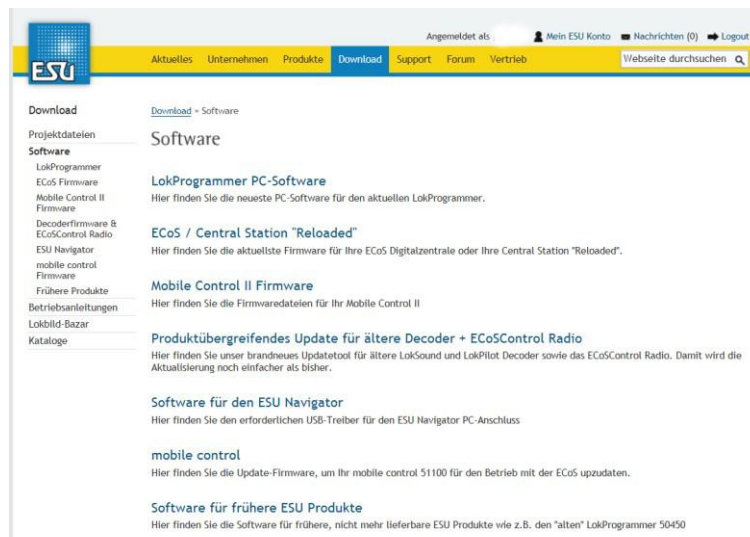 Angemeldet als
Mein ESU Konto
Nachrichten (0)
Logout
ESU
Aktuelles Unternehmen Produkte Download Support Forum Vertrieb
Webseite durchsuchen
Download
Projektdateien
Software
LokProgrammer
ECoS Firmware
Mobile Control II
Firmware
Decoderfirmware &
ECoSControl Radio
ESU Navigator
mobile control
Firmware
Frühere Produkte
Betriebsanleitungen
Lokbild-Bazar
Kataloge
Download » Software
Software
LokProgrammer PC-Software
Hier finden Sie die neueste PC-Software für den aktuellen LokProgrammer.
ECoS / Central Station "Reloaded"
Hier finden Sie die aktuellste Firmware für Ihre ECoS Digitalzentrale oder Ihre Central Station "Reloaded".
Mobile Control II Firmware
Hier finden Sie die Firmwaredateien für Ihr Mobile Control II
Produktübergreifendes Update für ältere Decoder + ECoSControl Radio
Hier finden Sie unser brandneues Updatetool für ältere LokSound und LokPilot Decoder sowie das ECoSControl Radio. Damit wird die
Aktualisierung noch einfacher als bisher.
Software für den ESU Navigator
Hier finden Sie den erforderlichen USB-Treiber für den ESU Navigator PC-Anschluss
mobile control
Hier finden Sie die Update-Firmware, um Ihr mobile control 51100 für den Betrieb mit der ECoS upzudaten.
Software für frühere ESU Produkte
Hier finden Sie die Software für frühere, nicht mehr lieferbare ESU Produkte wie z.B. den "alten" LokProgrammer 50450